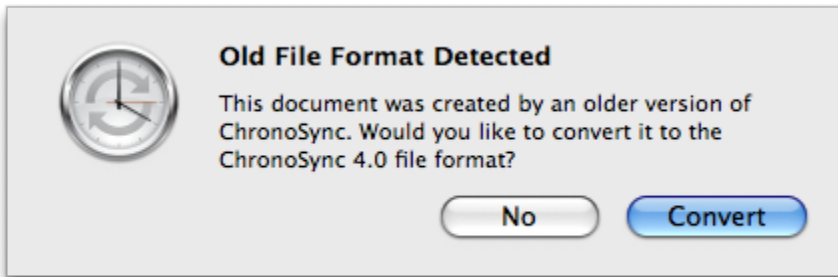 Old File Format Detected
This document was created by an older version of
ChronoSync. Would you like to convert it to the
ChronoSync 4.0 file format?
No
Convert